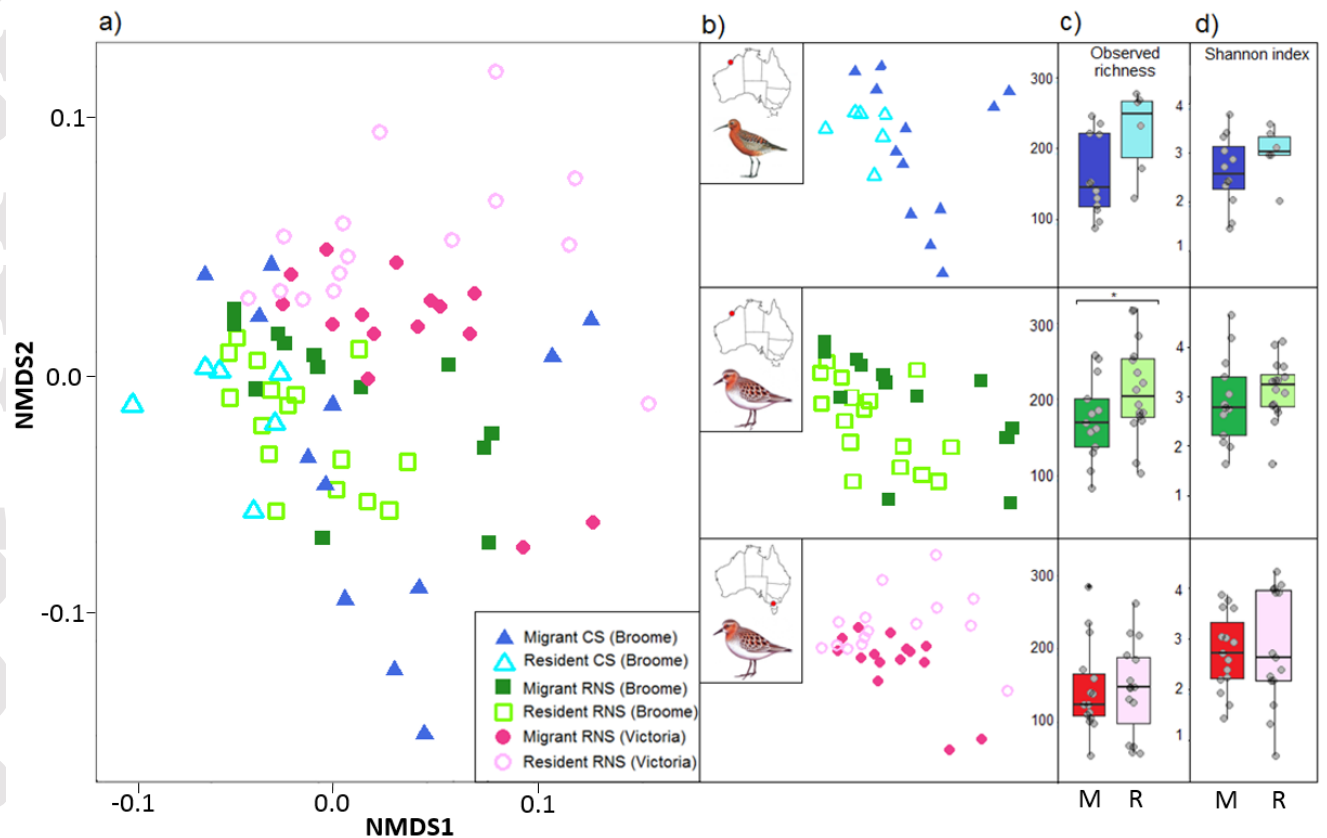 a)
b)
c)
d)
0.1
0.0
-0.1
NMDS2
-0.1
0.0
0.1
NMDS1
Migrant CS (Broome)
Resident CS (Broome)
Migrant RNS (Broome)
Resident RNS (Broome)
Migrant RNS (Victoria)
Resident RNS (Victoria)
Observed
richness
300
200
100
*
300
200
100
300
200
100
M R
Shannon index
4
3
2
1
4
3
2
1
4
3
2
1
M R